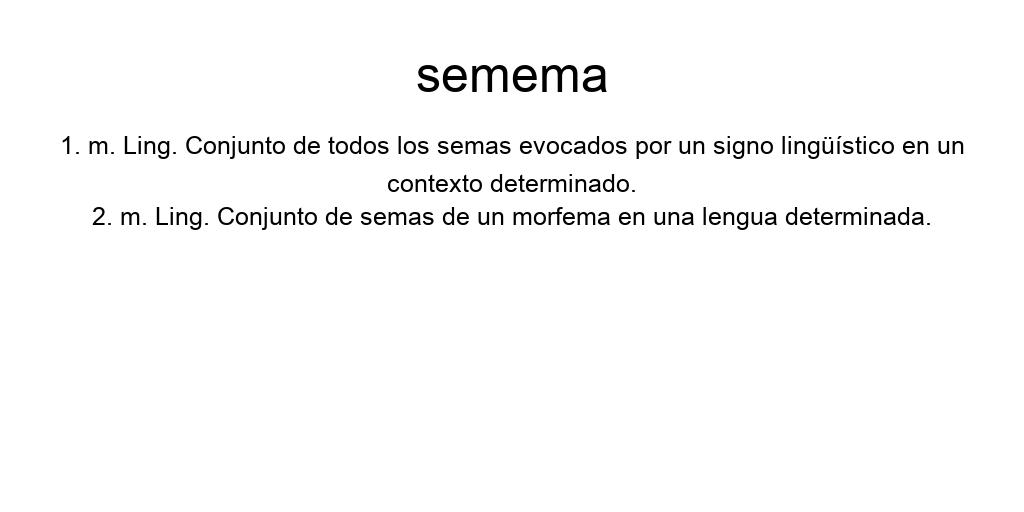 semema
1. m. Ling. Conjunto de todos los semas evocados por un signo lingüístico en un
contexto determinado.
2. m. Ling. Conjunto de semas de un morfema en una lengua determinada.